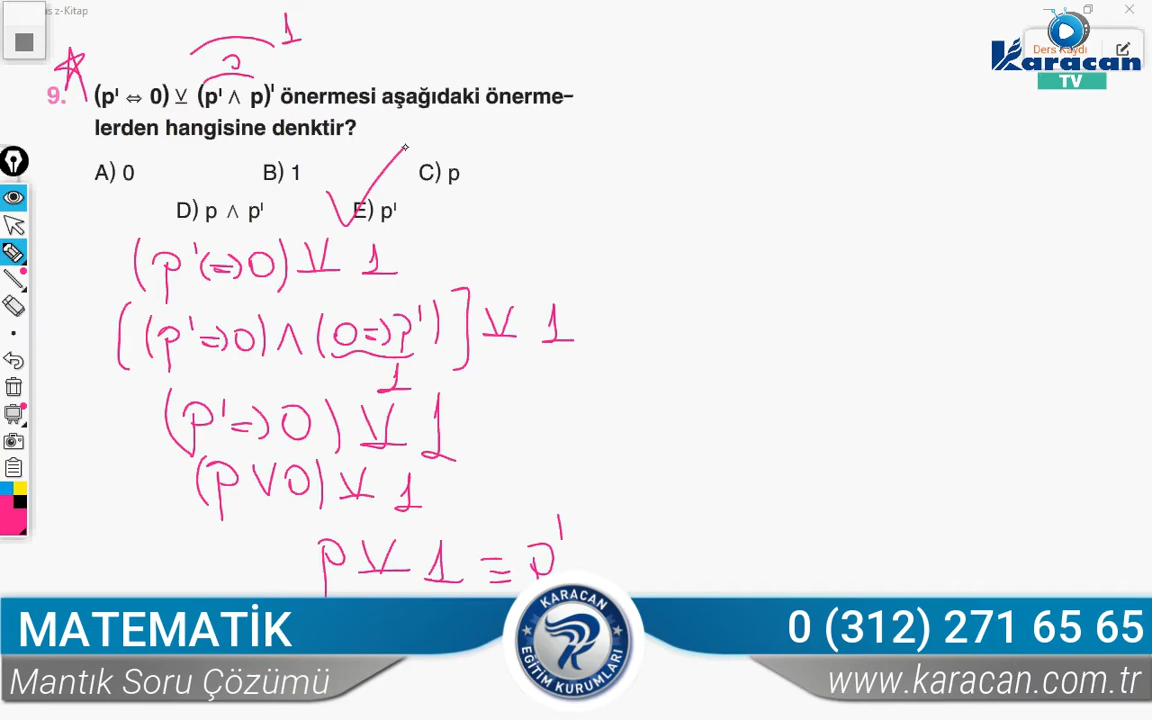 us z-Kitap
Ders Kaydı
Karacan
TV
1
0
9. (p' ⇔ 0) ⊻ (p' ∧ p)' önermesi aşağıdaki önerme-
lerden hangisine denktir?
A) 0 B) 1 C) p
D) p ∧ p' E) p'
(p' ⇔ 0) ⊻ 1
[(p' ⇒ 0) ∧ (0 ⇒ p')] ⊻ 1
1
(p' ⇒ 0) ⊻ 1
(p ∨ 0) ⊻ 1
p ⊻ 1 ≡ p'
MATEMATİK
Mantık Soru Çözümü
KARACAN
EĞİTİM KURUMLARI
0 (312) 271 65 65
www.karacan.com.tr